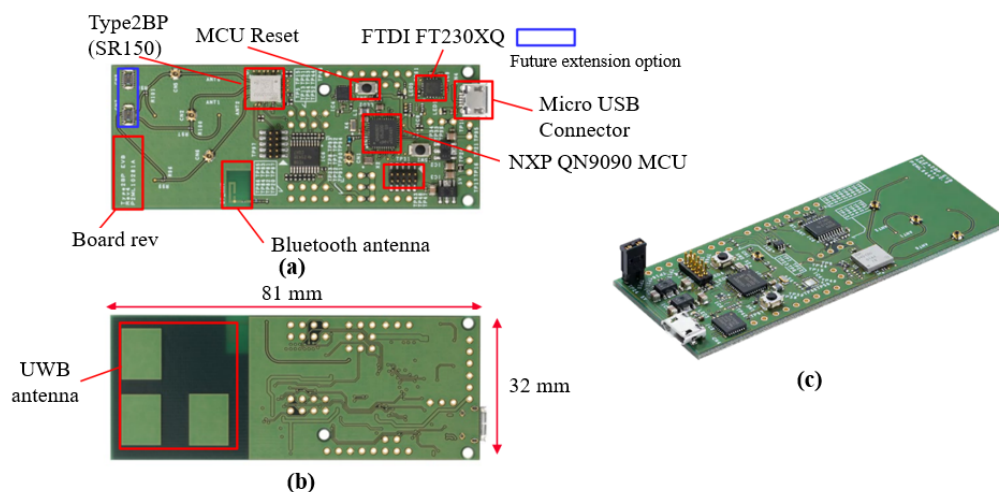 Type2BP
(SR150)
MCU Reset
FTDI FT230XQ
Future extension option
Micro USB
Connector
NXP QN9090 MCU
Board rev
Bluetooth antenna
(a)
81 mm
UWB
antenna
32 mm
(b)
(c)